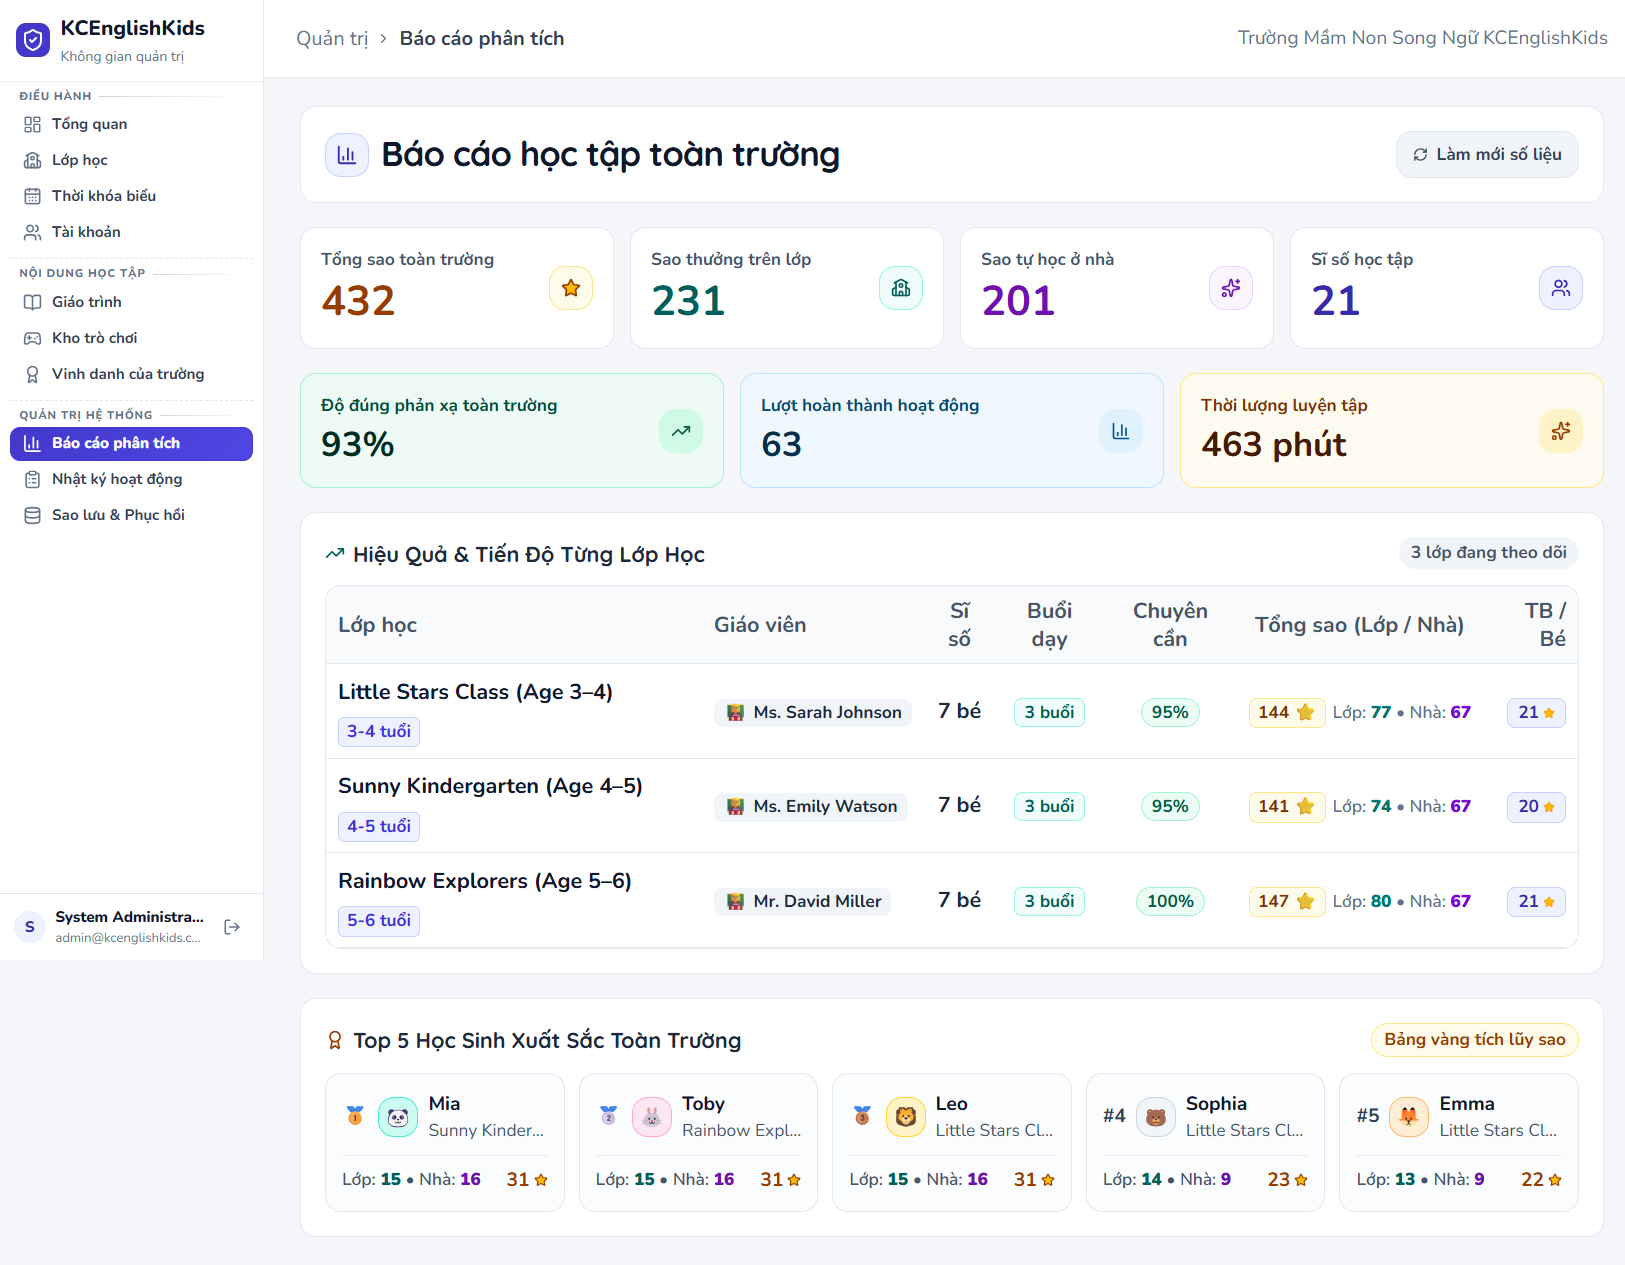 KCEnglishKids
Không gian quản trị
ĐIỀU HÀNH
Tổng quan
Lớp học
Thời khóa biểu
Tài khoản
NỘI DUNG HỌC TẬP
Giáo trình
Kho trò chơi
Vinh danh của trường
QUẢN TRỊ HỆ THỐNG
Báo cáo phân tích
Nhật ký hoạt động
Sao lưu & Phục hồi
S
System Administra...
admin@kcenglishkids.c...
Quản trị › Báo cáo phân tích
Trường Mầm Non Song Ngữ KCEnglishKids
Báo cáo học tập toàn trường
Làm mới số liệu
Tổng sao toàn trường
432
Sao thưởng trên lớp
231
Sao tự học ở nhà
201
Sĩ số học tập
21
Độ đúng phản xạ toàn trường
93%
Lượt hoàn thành hoạt động
63
Thời lượng luyện tập
463 phút
Hiệu Quả & Tiến Độ Từng Lớp Học
3 lớp đang theo dõi
Lớp học
Giáo viên
Sĩ
số
Buổi
dạy
Chuyên
cần
Tổng sao (Lớp / Nhà)
TB /
Bé
Little Stars Class (Age 3–4)
3-4 tuổi
Ms. Sarah Johnson
7 bé
3 buổi
95%
144
Lớp: 77 • Nhà: 67
21
Sunny Kindergarten (Age 4–5)
4-5 tuổi
Ms. Emily Watson
7 bé
3 buổi
95%
141
Lớp: 74 • Nhà: 67
20
Rainbow Explorers (Age 5–6)
5-6 tuổi
Mr. David Miller
7 bé
3 buổi
100%
147
Lớp: 80 • Nhà: 67
21
Top 5 Học Sinh Xuất Sắc Toàn Trường
Bảng vàng tích lũy sao
1
Mia
Sunny Kinder...
Lớp: 15 • Nhà: 16
31
2
Toby
Rainbow Expl...
Lớp: 15 • Nhà: 16
31
3
Leo
Little Stars Cl...
Lớp: 15 • Nhà: 16
31
#4
Sophia
Little Stars Cl...
Lớp: 14 • Nhà: 9
23
#5
Emma
Little Stars Cl...
Lớp: 13 • Nhà: 9
22